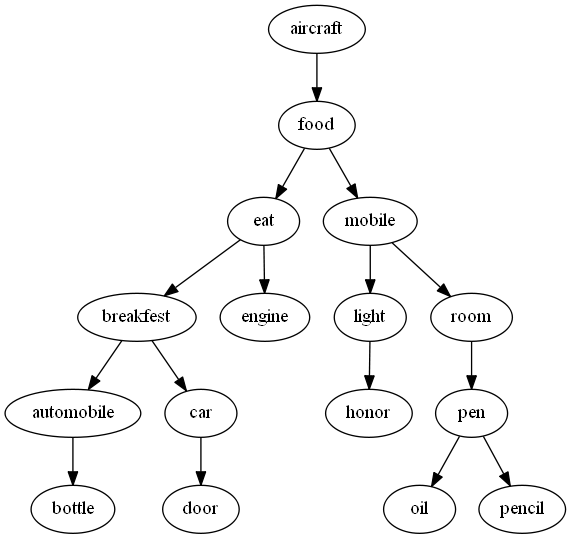 aircraft
food
eat
mobile
breakfest
engine
light
room
automobile
car
honor
pen
bottle
door
oil
pencil